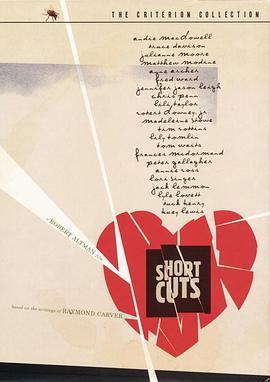 THE CRITERION COLLECTION
andie macdowell
bruce davison
julianne moore
matthew modine
anne archer
fred ward
jennifer jason leigh
chris penn
lili taylor
robert downey, jr.
madeleine stowe
tim robbins
lily tomlin
tom waits
frances mcdormand
peter gallagher
annie ross
lori singer
jack lemmon
lyle lovett
buck henry
huey lewis
a ROBERT ALTMAN film
SHORT
CUTS
based on the writings of RAYMOND CARVER